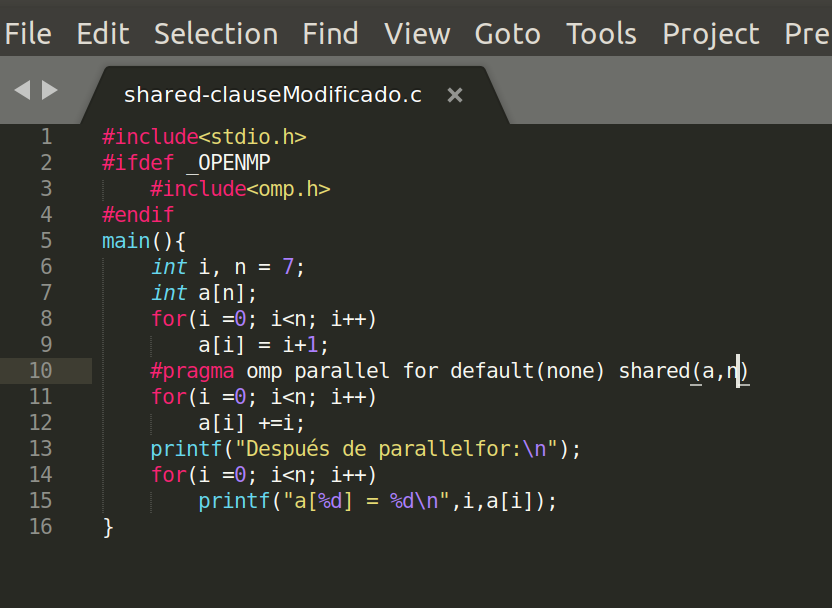 File Edit Selection Find View Goto Tools Project Pre
shared-clauseModificado.c ×
1 #include<stdio.h>
2 #ifdef _OPENMP
3     #include<omp.h>
4 #endif
5 main(){
6     int i, n = 7;
7     int a[n];
8     for(i =0; i<n; i++)
9         a[i] = i+1;
10     #pragma omp parallel for default(none) shared(a,n)
11     for(i =0; i<n; i++)
12         a[i] +=i;
13     printf("Después de parallelfor:\n");
14     for(i =0; i<n; i++)
15         printf("a[%d] = %d\n",i,a[i]);
16 }